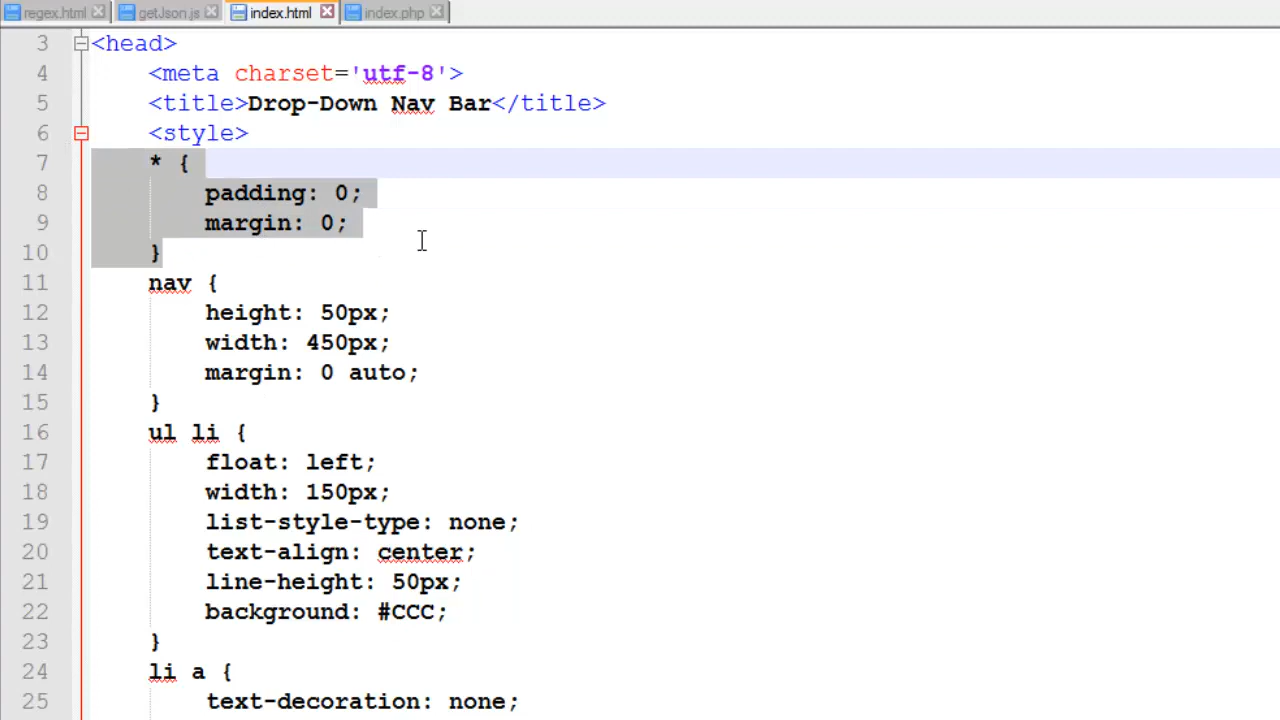 regex.html getJson.js index.html index.php
3 <head>
4 <meta charset='utf-8'>
5 <title>Drop-Down Nav Bar</title>
6 <style>
7 * {
8 padding: 0;
9 margin: 0;
10 }
11 nav {
12 height: 50px;
13 width: 450px;
14 margin: 0 auto;
15 }
16 ul li {
17 float: left;
18 width: 150px;
19 list-style-type: none;
20 text-align: center;
21 line-height: 50px;
22 background: #CCC;
23 }
24 li a {
25 text-decoration: none;